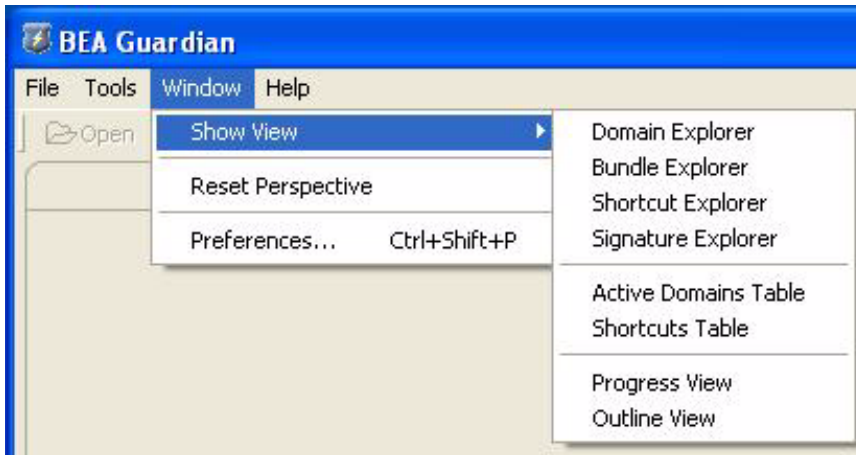 BEA Guardian
File Tools Window Help
Open
Show View
Reset Perspective
Preferences... Ctrl+Shift+P
Domain Explorer
Bundle Explorer
Shortcut Explorer
Signature Explorer
Active Domains Table
Shortcuts Table
Progress View
Outline View